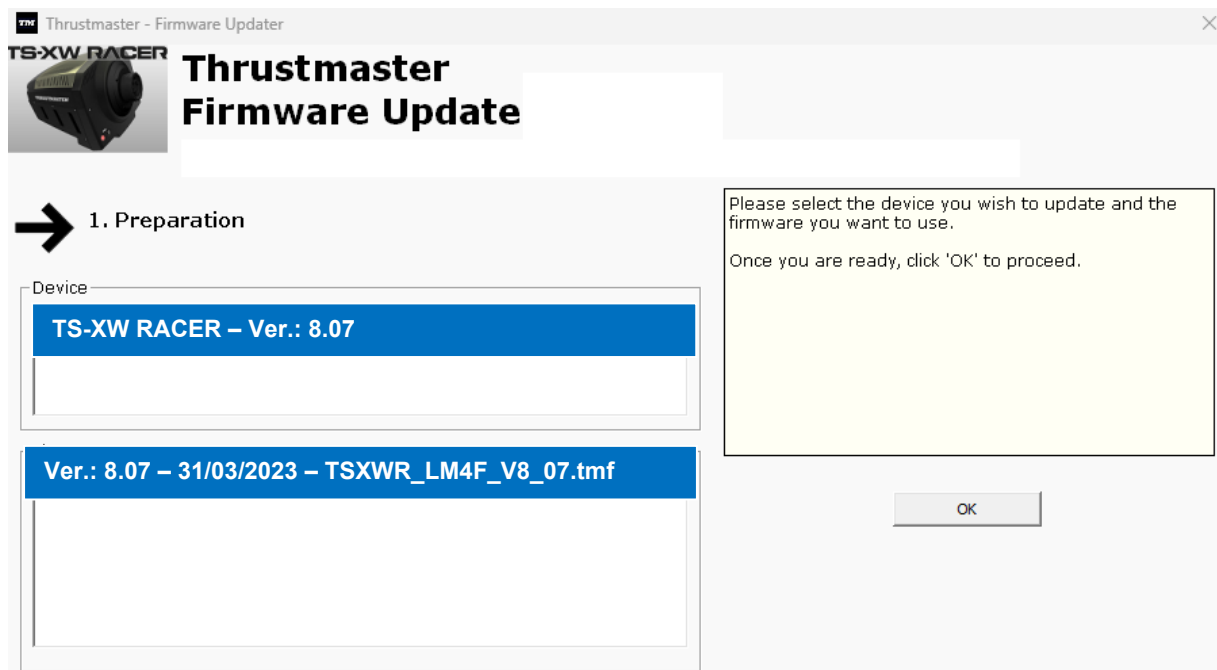 Thrustmaster - Firmware Updater
TS-XW RACER
Thrustmaster
Firmware Update
1. Preparation
Please select the device you wish to update and the
firmware you want to use.
Once you are ready, click 'OK' to proceed.
Device
TS-XW RACER – Ver.: 8.07
Ver.: 8.07 – 31/03/2023 – TSXWR_LM4F_V8_07.tmf
OK